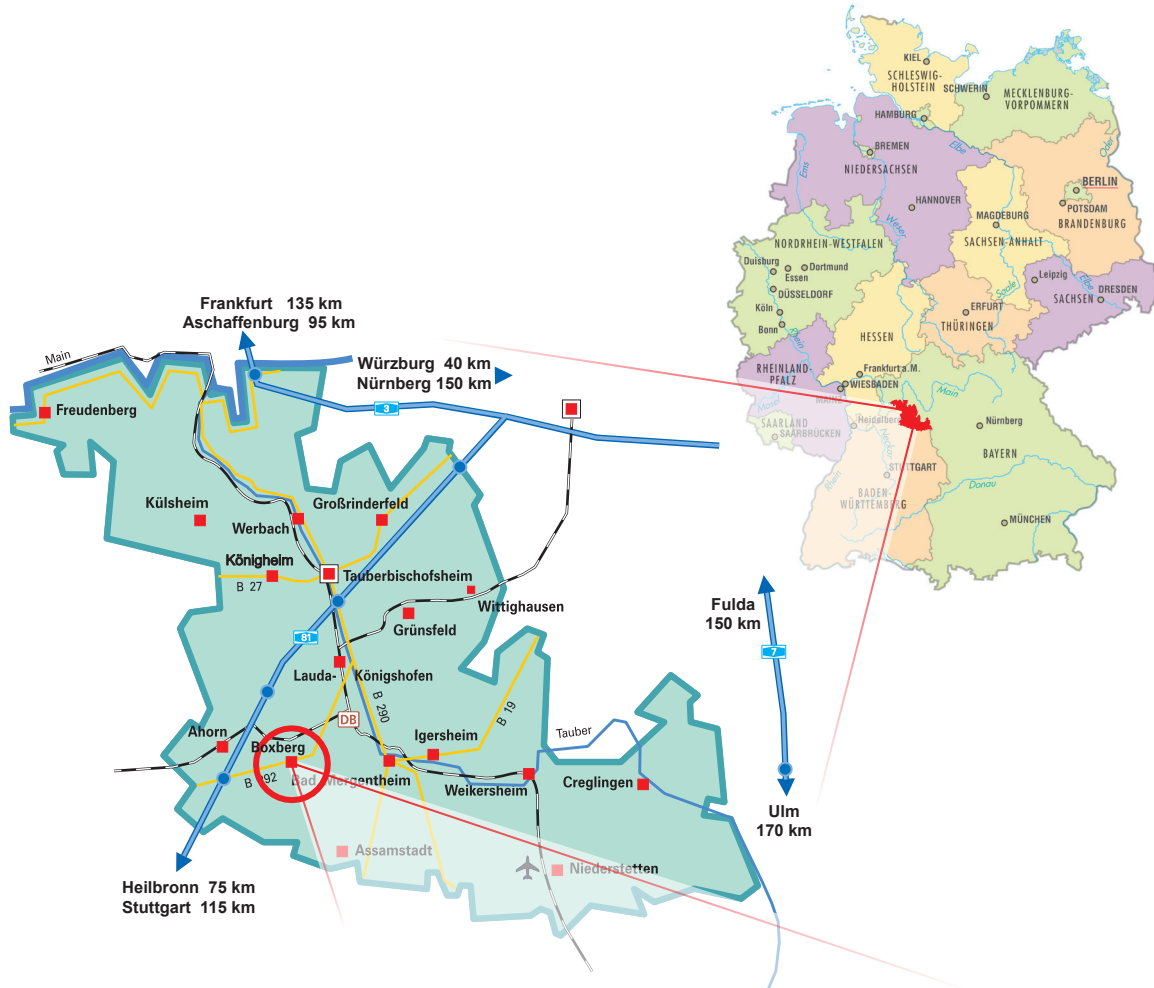 KIEL
SCHLESWIG-
HOLSTEIN
SCHWERIN
MECKLENBURG-
VORPOMMERN
HAMBURG
Elbe
BREMEN
NIEDERSACHSEN
Ems
Oder
BERLIN
POTSDAM
BRANDENBURG
HANNOVER
Weser
MAGDEBURG
SACHSEN-ANHALT
NORDRHEIN-WESTFALEN
Duisburg
Essen
Dortmund
DÜSSELDORF
Köln
Bonn
Rhein
Leipzig
Elbe
DRESDEN
SACHSEN
Saale
ERFURT
THÜRINGEN
HESSEN
RHEINLAND-
PFALZ
Frankfurt a.M.
WIESBADEN
MAINZ
Main
Mosel
SAARLAND
SAARBRÜCKEN
Heidelberg
Neckar
Nürnberg
BAYERN
STUTTGART
Rhein
BADEN-
WÜRTTEMBERG
Donau
MÜNCHEN
Frankfurt 135 km
Aschaffenburg 95 km
Main
Würzburg 40 km
Nürnberg 150 km
3
Freudenberg
Külsheim
Großrinderfeld
Werbach
Königheim
B 27
Tauberbischofsheim
Wittighausen
Grünsfeld
81
Lauda-
Königshofen
B 290
DB
B 19
Ahorn
Boxberg
Igersheim
Tauber
B 292
Bad Mergentheim
Weikersheim
Creglingen
Assamstadt
Niederstetten
Heilbronn 75 km
Stuttgart 115 km
Fulda
150 km
7
Ulm
170 km